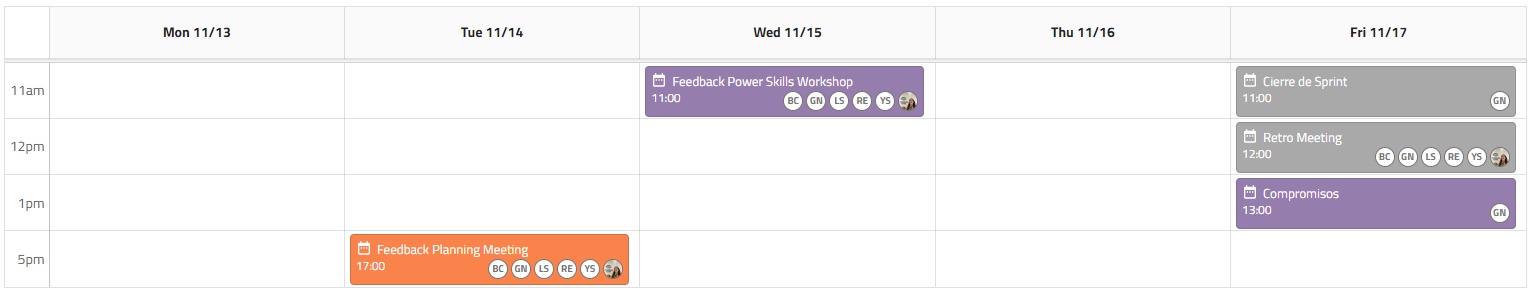 Mon 11/13 Tue 11/14 Wed 11/15 Thu 11/16 Fri 11/17
11am
Feedback Power Skills Workshop
11:00
BC GN LS RE YS
Cierre de Sprint
11:00
GN
12pm
Retro Meeting
12:00
BC GN LS RE YS
1pm
Compromisos
13:00
GN
5pm
Feedback Planning Meeting
17:00
BC GN LS RE YS